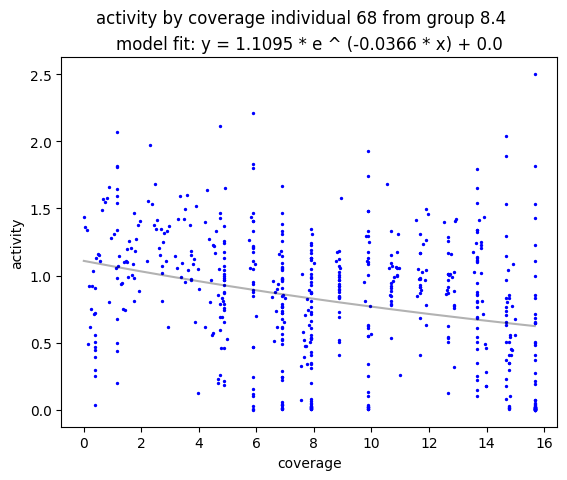 activity by coverage individual 68 from group 8.4
model fit: y = 1.1095 * e ^ (-0.0366 * x) + 0.0
2.5
2.0
1.5
1.0
0.5
0.0
activity
0 2 4 6 8 10 12 14 16
coverage